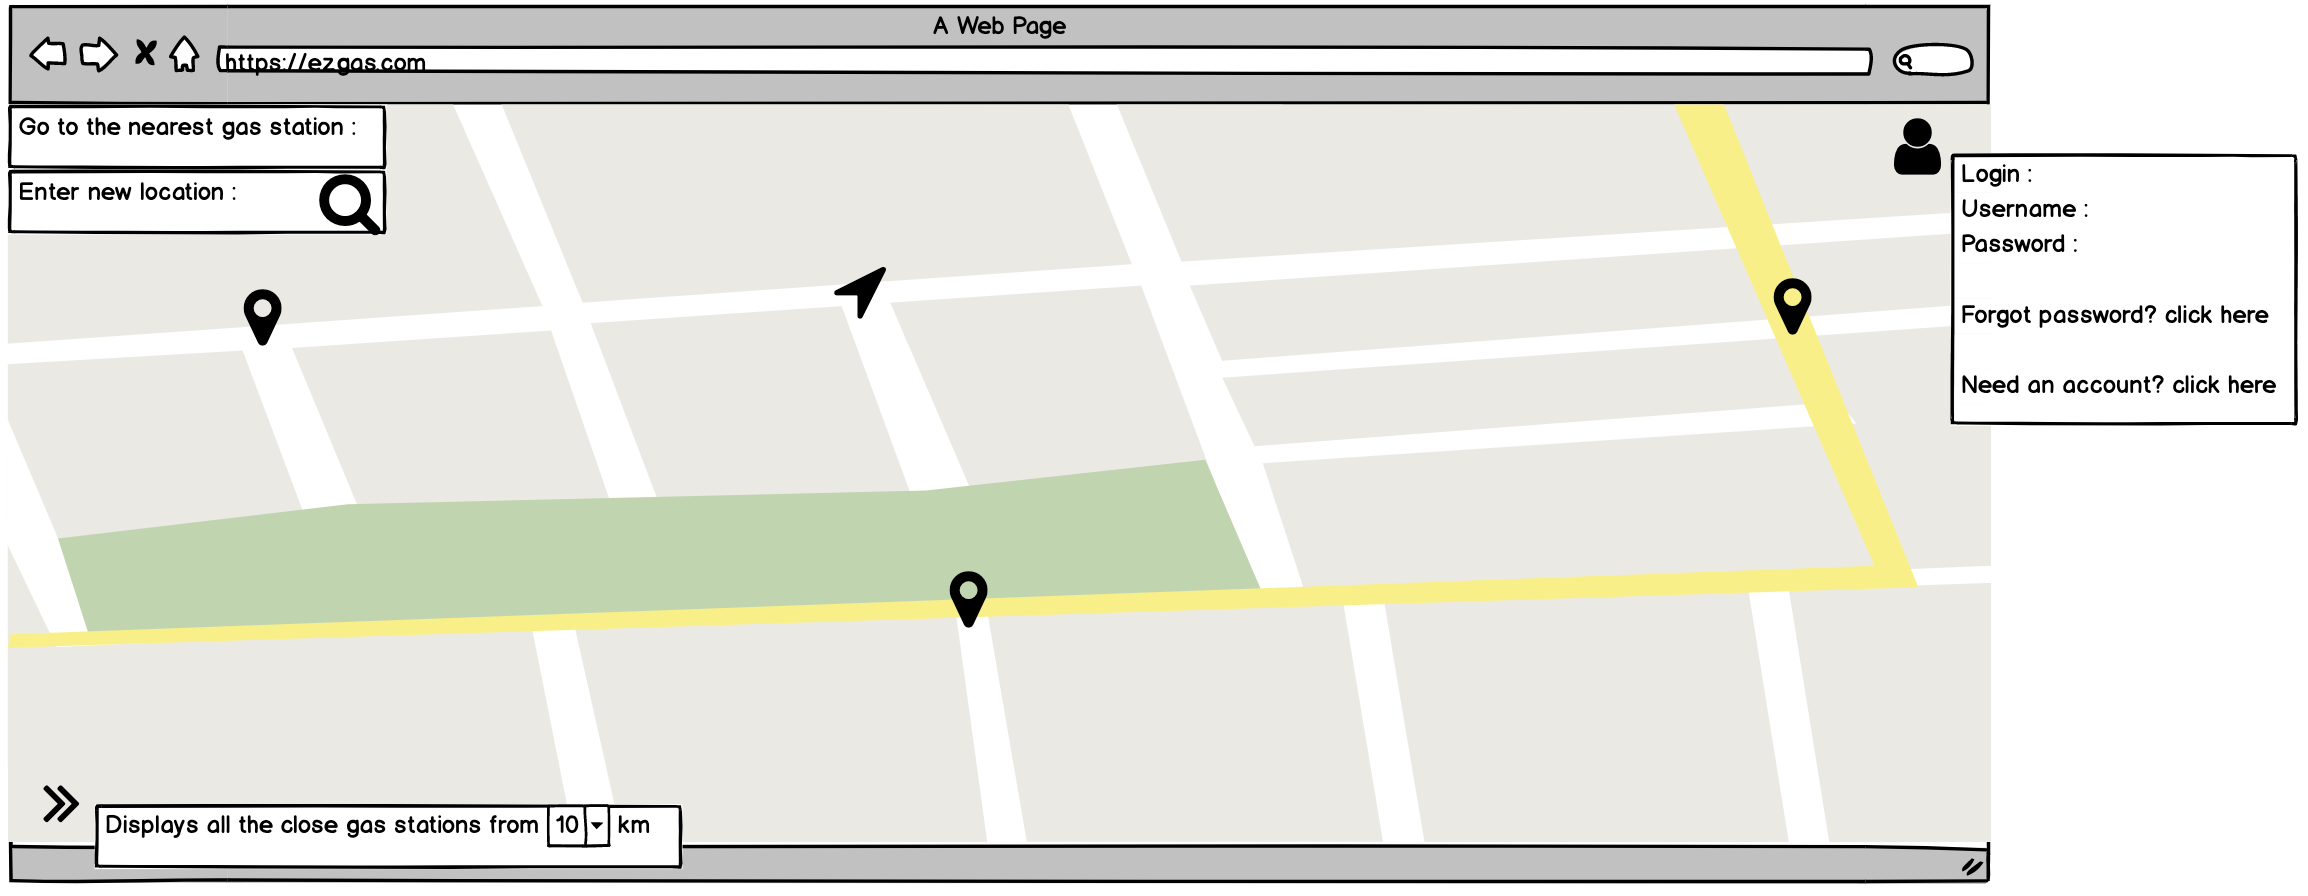 A Web Page
https://ezgas.com
Go to the nearest gas station :
Enter new location :
Login :
Username :
Password :
Forgot password? click here
Need an account? click here
Displays all the close gas stations from 10 km